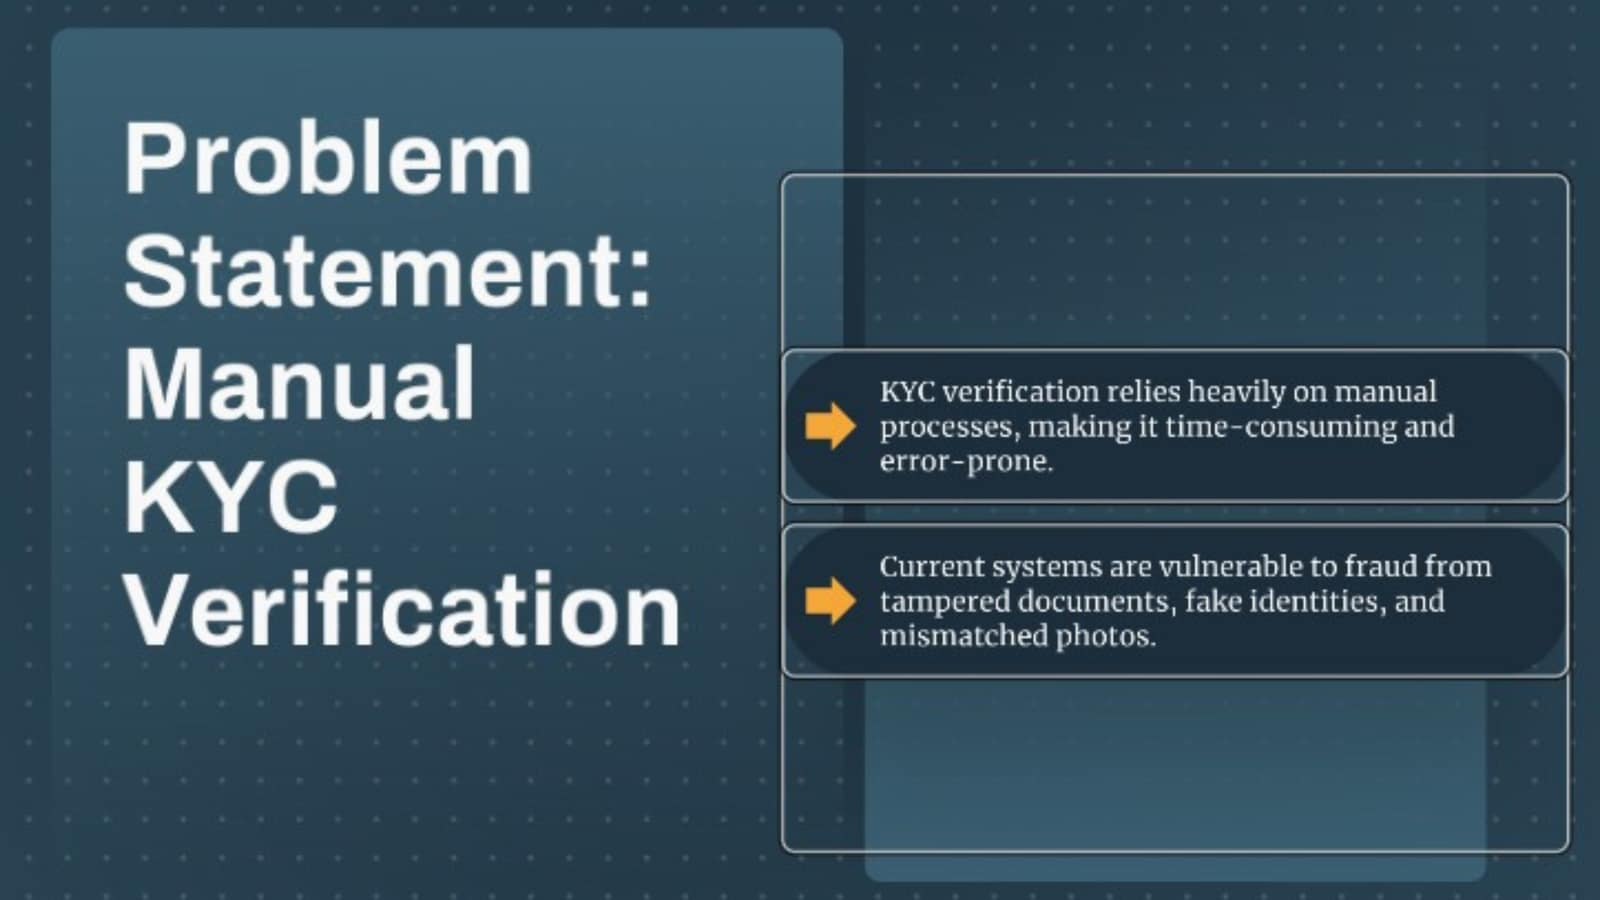 Problem
Statement:
Manual
KYC
Verification
KYC verification relies heavily on manual
processes, making it time-consuming and
error-prone.
Current systems are vulnerable to fraud from
tampered documents, fake identities, and
mismatched photos.